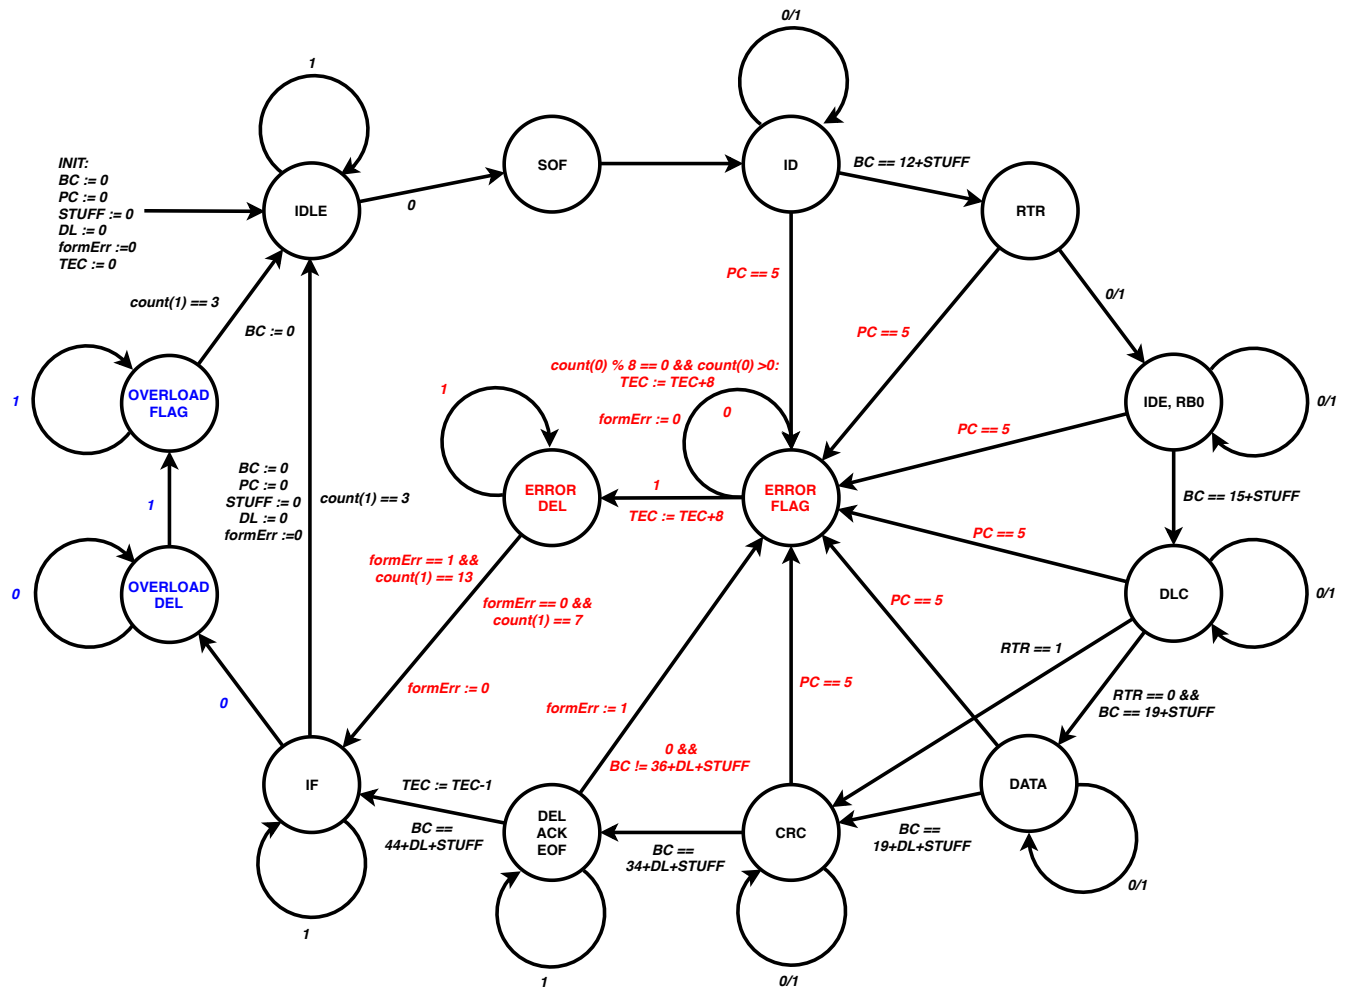 0/1
1
INIT:
BC := 0
PC := 0
STUFF := 0
DL := 0
formErr :=0
TEC := 0
IDLE
0
SOF
ID
BC == 12+STUFF
RTR
PC == 5
0/1
PC == 5
count(1) == 3
BC := 0
count(0) % 8 == 0 && count(0) >0:
TEC := TEC+8
formErr := 0
0
1
OVERLOAD
FLAG
1
IDE, RB0
0/1
PC == 5
BC := 0
PC := 0
STUFF := 0
DL := 0
formErr :=0
count(1) == 3
ERROR
DEL
1
TEC := TEC+8
ERROR
FLAG
BC == 15+STUFF
1
PC == 5
OVERLOAD
DEL
0
formErr == 1 &&
count(1) == 13
formErr == 0 &&
count(1) == 7
PC == 5
DLC
0/1
RTR == 1
formErr := 0
formErr := 1
PC == 5
RTR == 0 &&
BC == 19+STUFF
0
0 &&
BC != 36+DL+STUFF
IF
TEC := TEC-1
BC ==
44+DL+STUFF
DEL
ACK
EOF
BC ==
34+DL+STUFF
CRC
BC ==
19+DL+STUFF
DATA
0/1
1
1
0/1